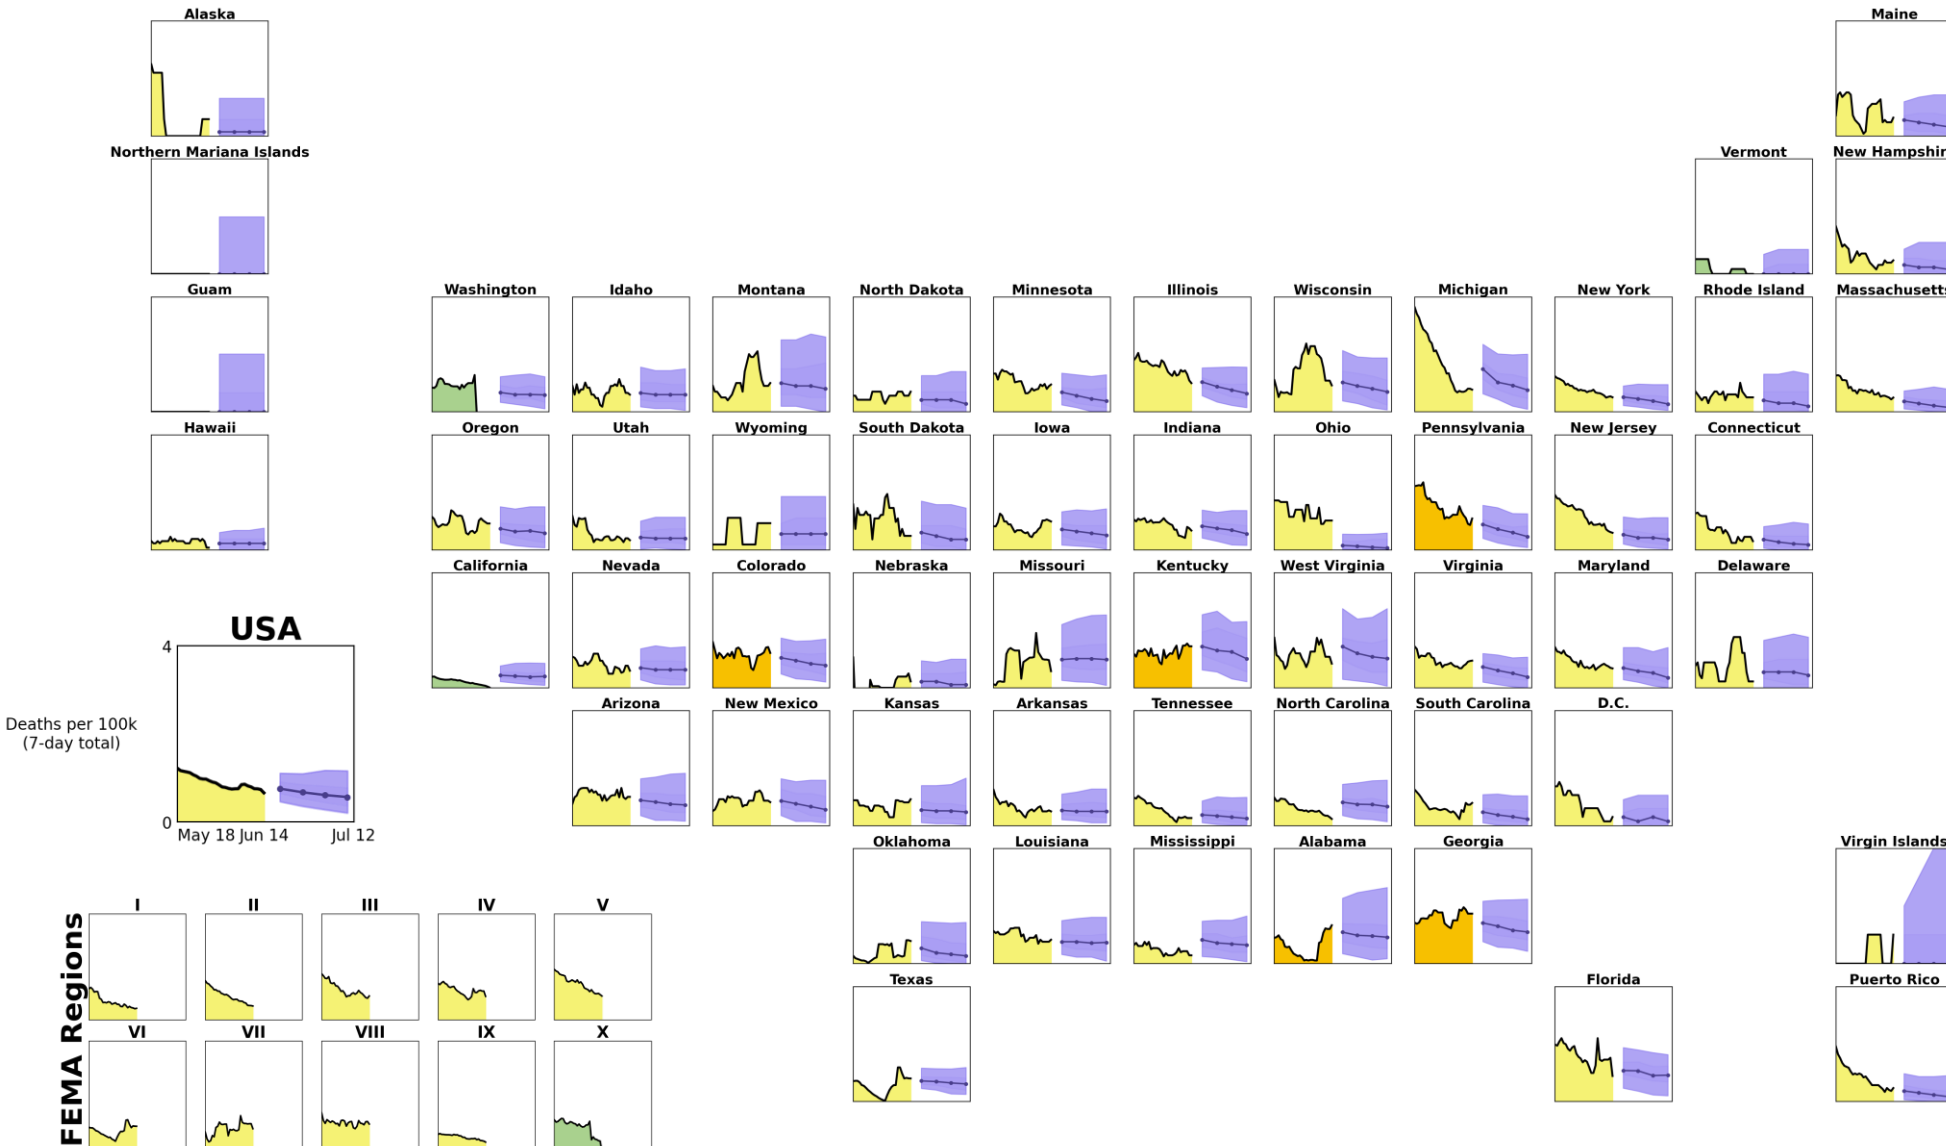 Alaska
Maine
Northern Mariana Islands
Vermont
New Hampshir
Guam
Washington
Idaho
Montana
North Dakota
Minnesota
Illinois
Wisconsin
Michigan
New York
Rhode Island
Massachusetts
Hawaii
Oregon
Utah
Wyoming
South Dakota
Iowa
Indiana
Ohio
Pennsylvania
New Jersey
Connecticut
California
Nevada
Colorado
Nebraska
Missouri
Kentucky
West Virginia
Virginia
Maryland
Delaware
USA
4
Deaths per 100k
(7-day total)
0
May 18 Jun 14
Jul 12
Arizona
New Mexico
Kansas
Arkansas
Tennessee
North Carolina
South Carolina
D.C.
Oklahoma
Louisiana
Mississippi
Alabama
Georgia
Virgin Islands
Texas
Florida
Puerto Rico
FEMA Regions
I
II
III
IV
V
VI
VII
VIII
IX
X